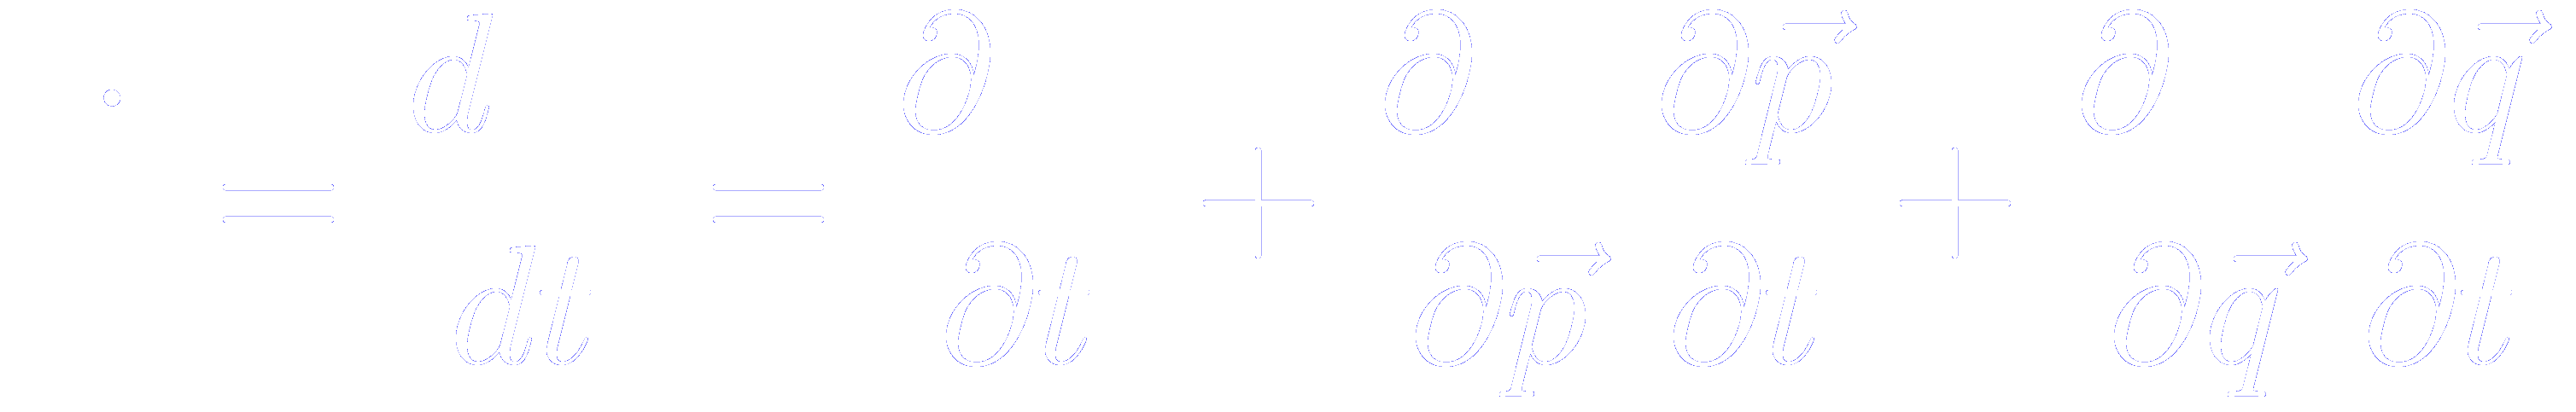 ˙ = d/dt = ∂/∂t + ∂/∂p⃗ ∂p⃗/∂t + ∂/∂q⃗ ∂q⃗/∂t